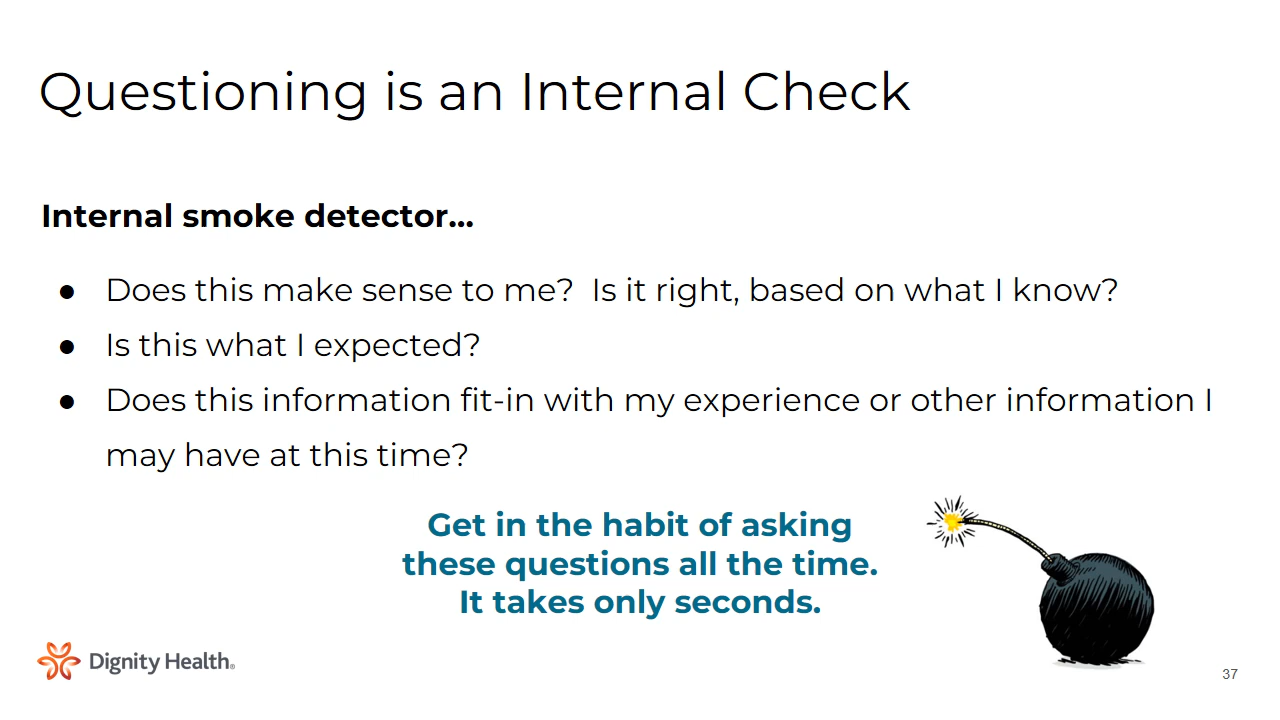 Questioning is an Internal Check
Internal smoke detector...
● Does this make sense to me?  Is it right, based on what I know?
● Is this what I expected?
● Does this information fit-in with my experience or other information I
may have at this time?
Get in the habit of asking
these questions all the time.
It takes only seconds.
Dignity Health®
37